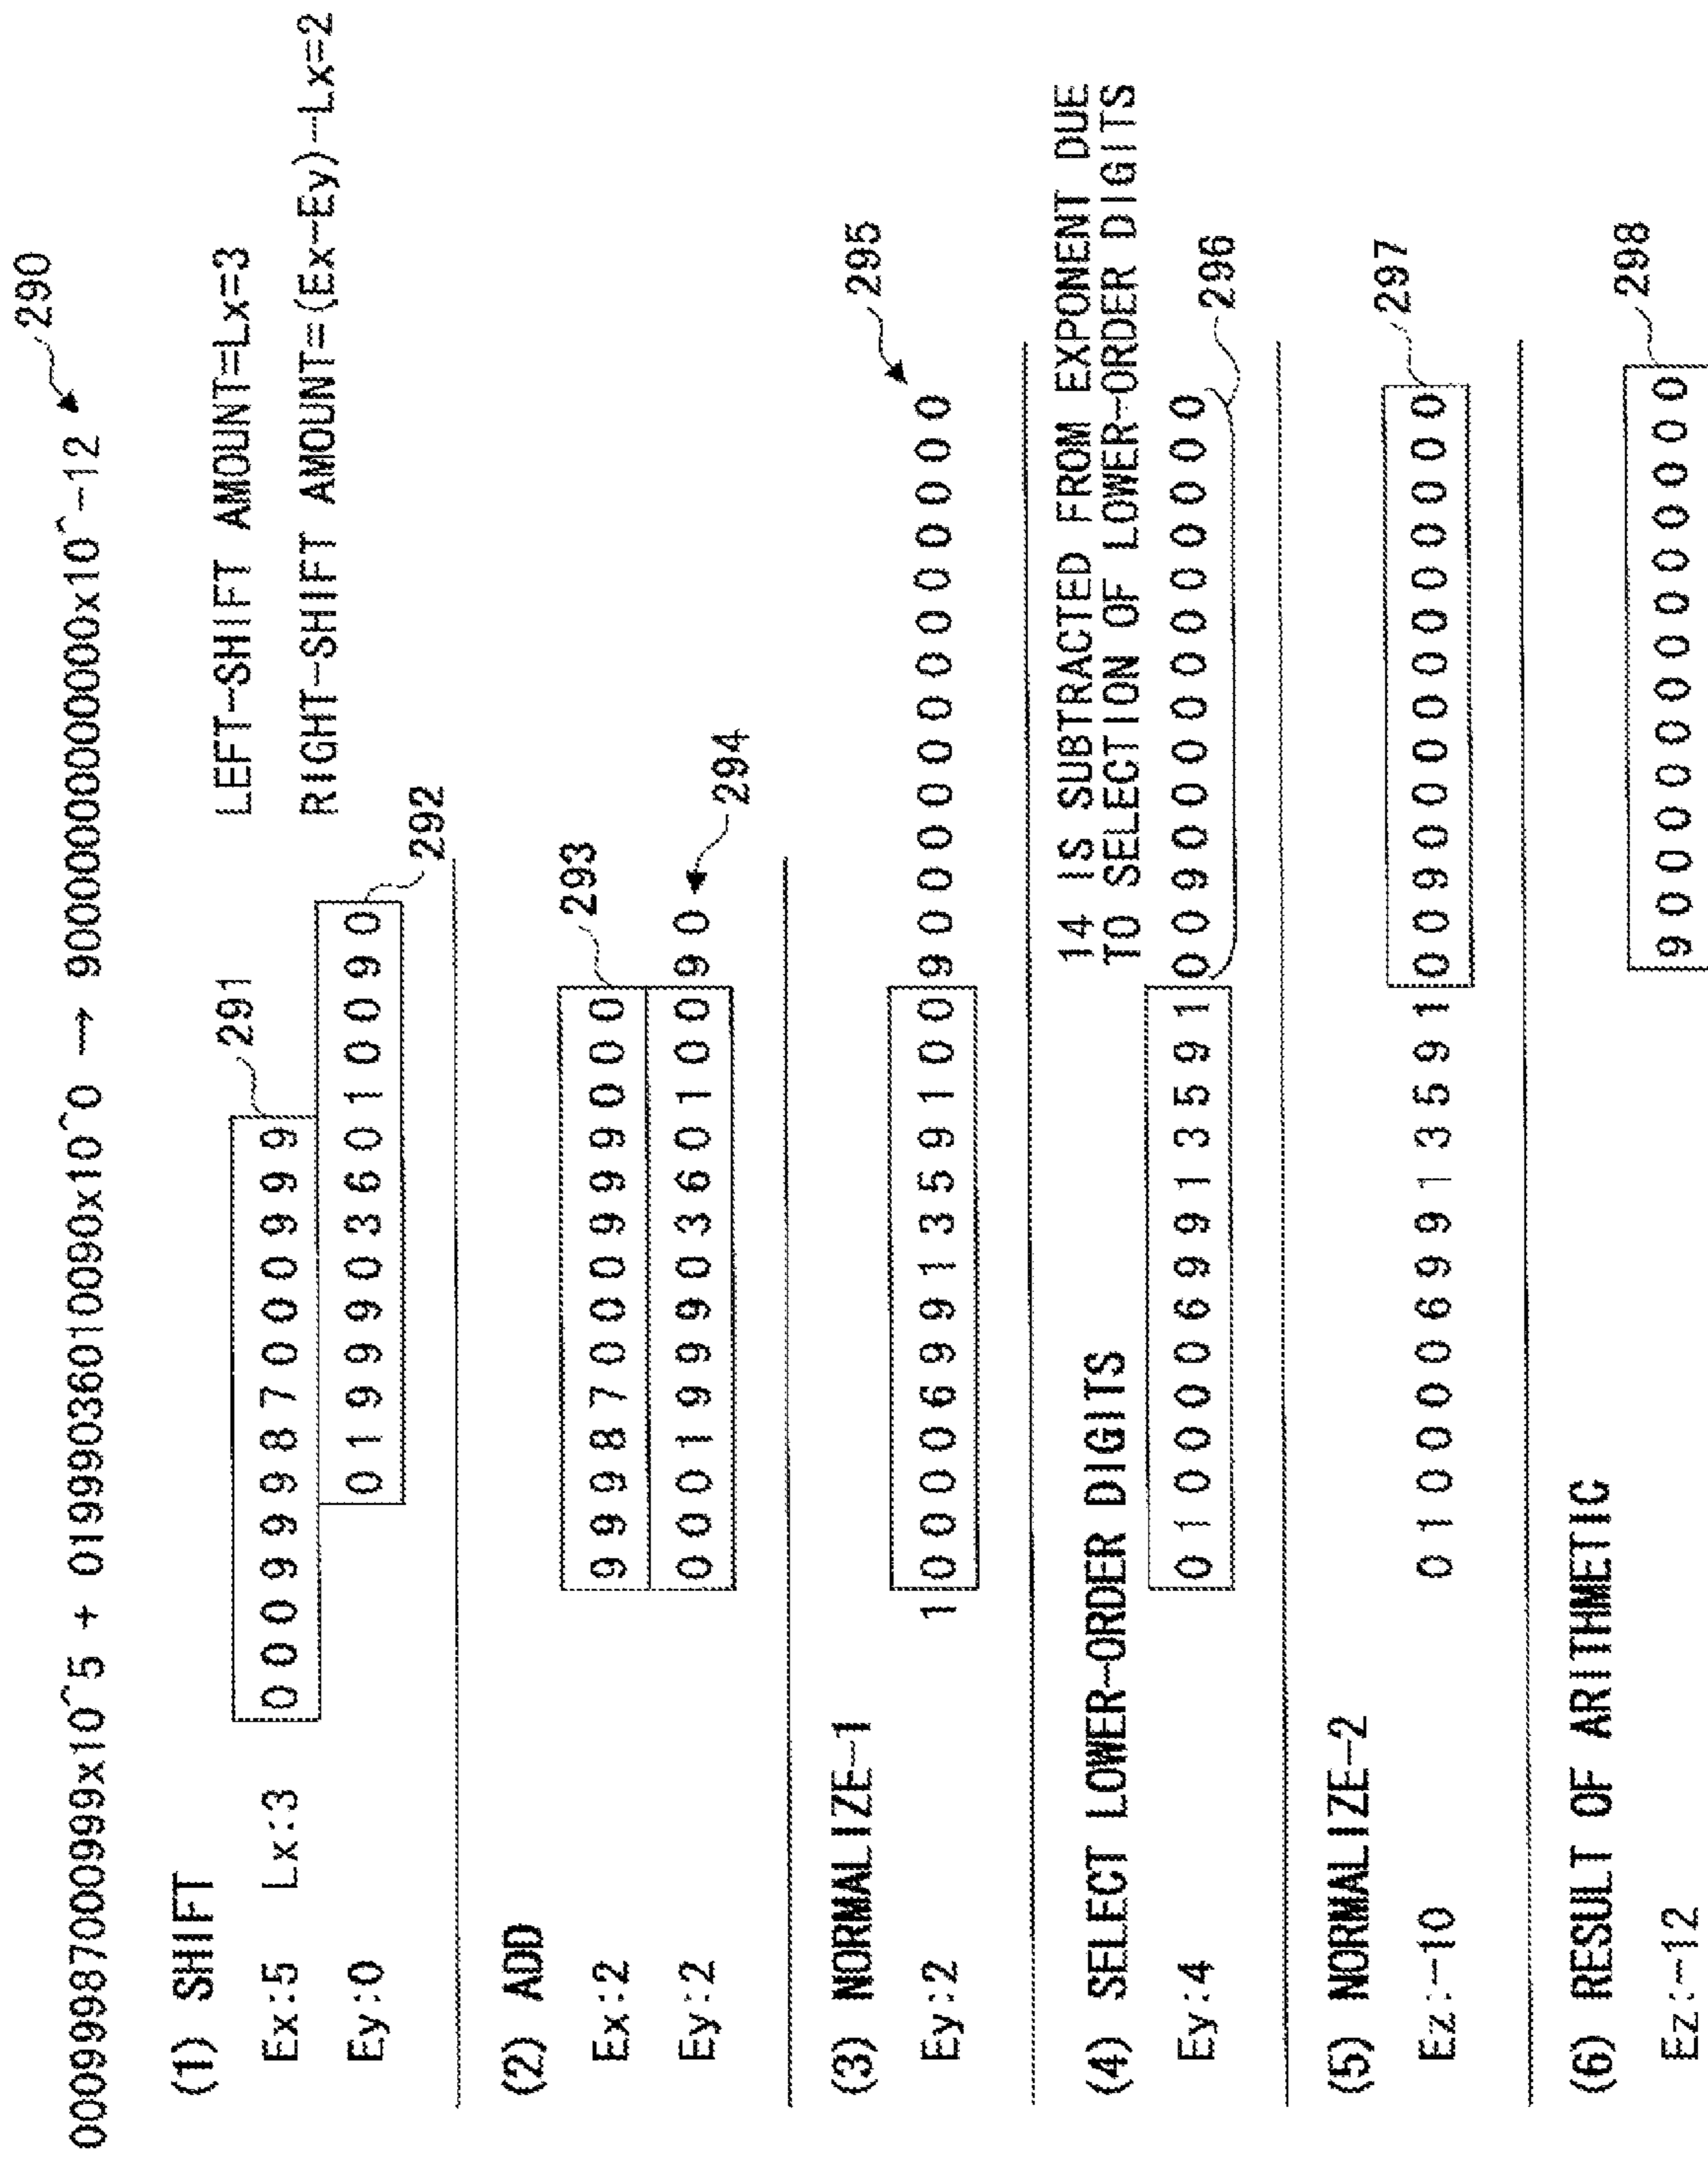 00099987000999x10^5 + 01999036010090x10^0 → 90000000000000x10^-12
290
(1) SHIFT
LEFT-SHIFT AMOUNT=Lx=3
291
Ex:5 Lx:3 0 0 0 9 9 9 8 7 0 0 0 9 9 9
RIGHT-SHIFT AMOUNT=(Ex-Ey)-Lx=2
Ey:0 0 1 9 9 9 0 3 6 0 1 0 0 9 0
292
(2) ADD
293
Ex:2 9 9 9 8 7 0 0 0 9 9 9 0 0 0
Ey:2 0 0 0 1 9 9 9 0 3 6 0 1 0 0 9 0
294
(3) NORMALIZE-1
295
Ey:2 1 0 0 0 0 6 9 9 1 3 5 9 1 0 0 9 0 0 0 0 0 0 0 0 0 0 0 0 0
(4) SELECT LOWER-ORDER DIGITS
14 IS SUBTRACTED FROM EXPONENT DUE
TO SELECTION OF LOWER-ORDER DIGITS
Ey:4 0 1 0 0 0 0 6 9 9 1 3 5 9 1 0 0 9 0 0 0 0 0 0 0 0 0 0 0
296
(5) NORMALIZE-2
297
Ez:-10 0 1 0 0 0 0 6 9 9 1 3 5 9 1 0 0 9 0 0 0 0 0 0 0 0 0 0 0
(6) RESULT OF ARITHMETIC
298
Ez:-12 9 0 0 0 0 0 0 0 0 0 0 0 0 0